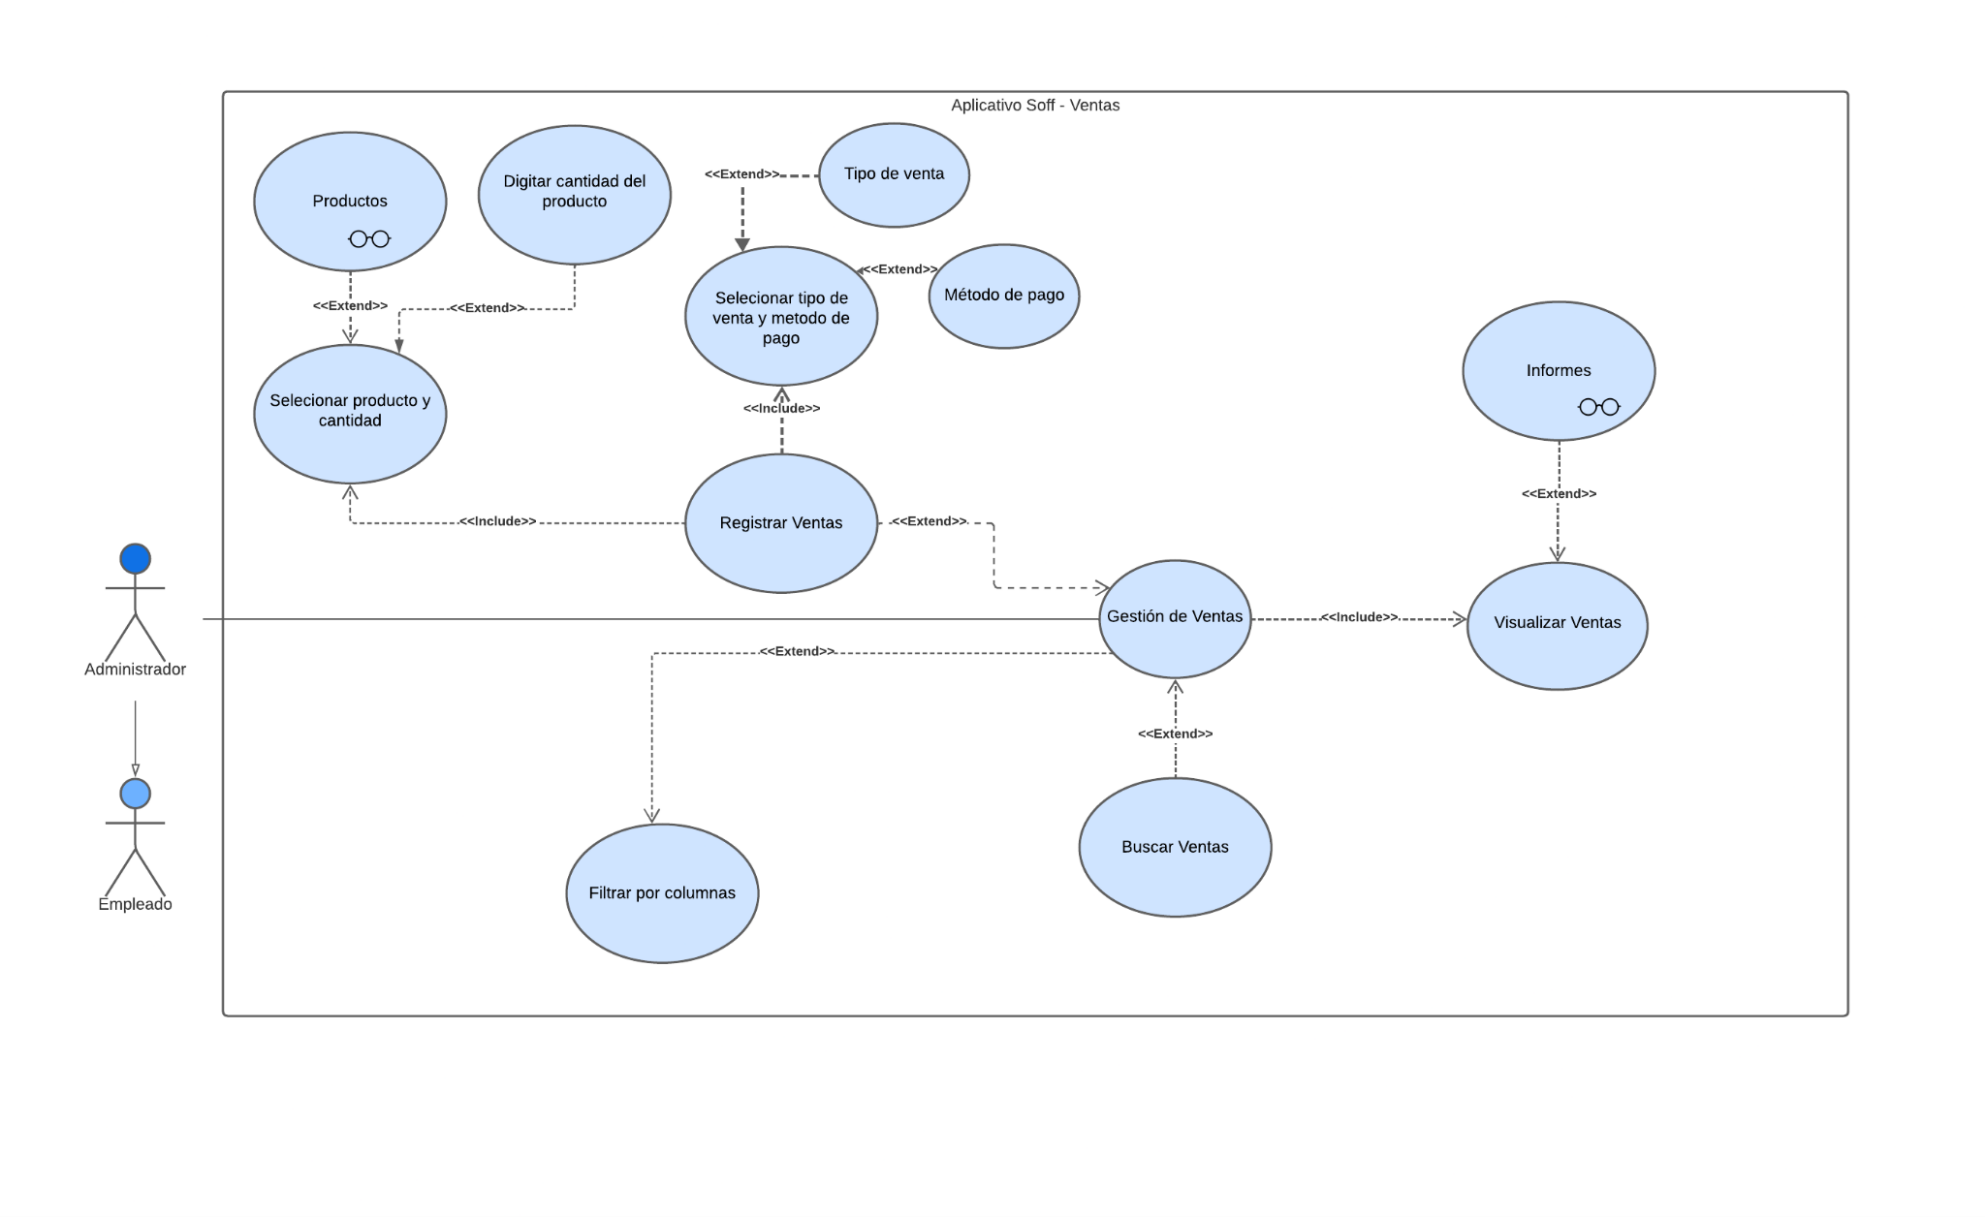 Aplicativo Soff - Ventas
Productos
Digitar cantidad del
producto
<<Extend>>
Tipo de venta
<<Extend>>
<<Extend>>
Selecionar tipo de
venta y metodo de
pago
<<Extend>>
Método de pago
Selecionar producto y
cantidad
<<Include>>
Informes
<<Extend>>
<<Include>>
Registrar Ventas
<<Extend>>
Gestión de Ventas
<<Include>>
Visualizar Ventas
Administrador
<<Extend>>
<<Extend>>
Buscar Ventas
Filtrar por columnas
Empleado